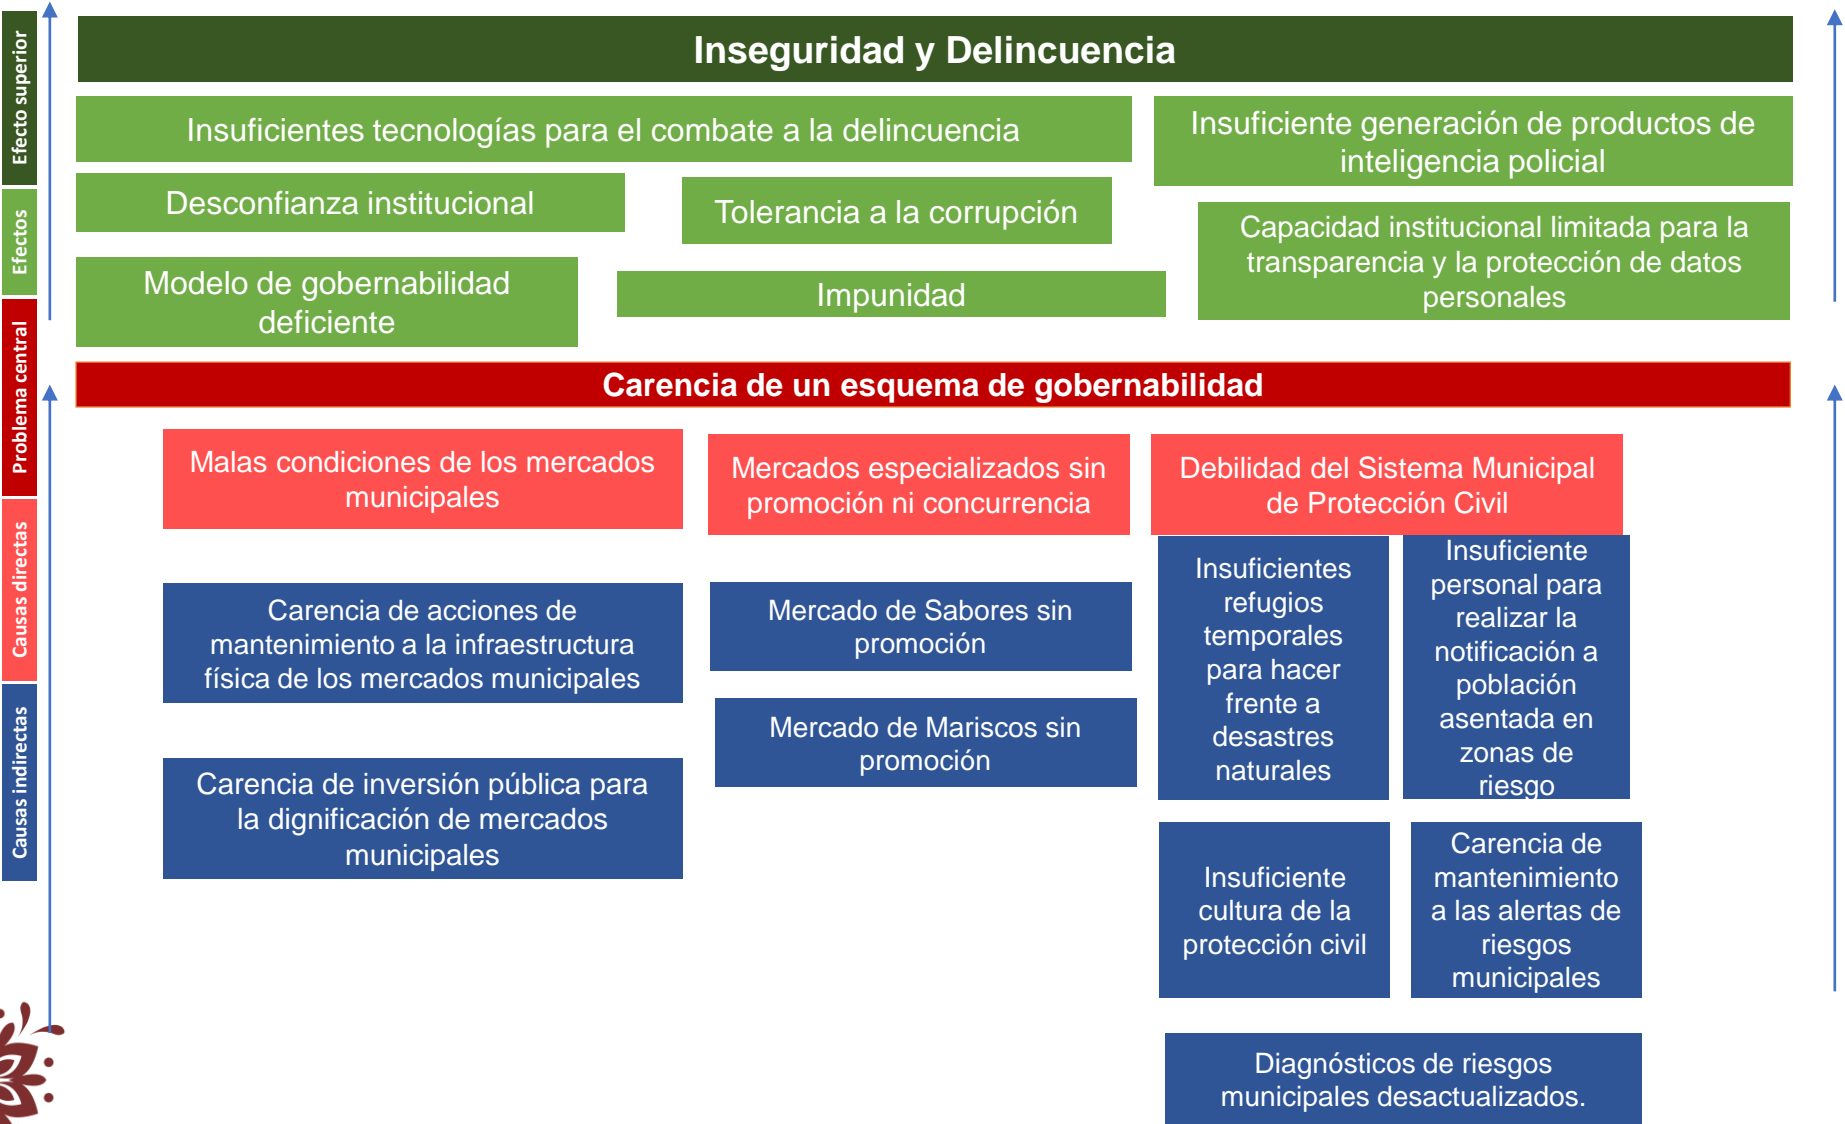 Efecto superior
Efectos
Problema central
Causas directas
Causas indirectas
Inseguridad y Delincuencia
Insuficientes tecnologías para el combate a la delincuencia
Insuficiente generación de productos de
inteligencia policial
Desconfianza institucional
Tolerancia a la corrupción
Capacidad institucional limitada para la
transparencia y la protección de datos
personales
Modelo de gobernabilidad
deficiente
Impunidad
Carencia de un esquema de gobernabilidad
Malas condiciones de los mercados
municipales
Mercados especializados sin
promoción ni concurrencia
Debilidad del Sistema Municipal
de Protección Civil
Carencia de acciones de
mantenimiento a la infraestructura
física de los mercados municipales
Carencia de inversión pública para
la dignificación de mercados
municipales
Mercado de Sabores sin
promoción
Mercado de Mariscos sin
promoción
Insuficientes
refugios
temporales
para hacer
frente a
desastres
naturales
Insuficiente
personal para
realizar la
notificación a
población
asentada en
zonas de
riesgo
Insuficiente
cultura de la
protección civil
Carencia de
mantenimiento
a las alertas de
riesgos
municipales
Diagnósticos de riesgos
municipales desactualizados.